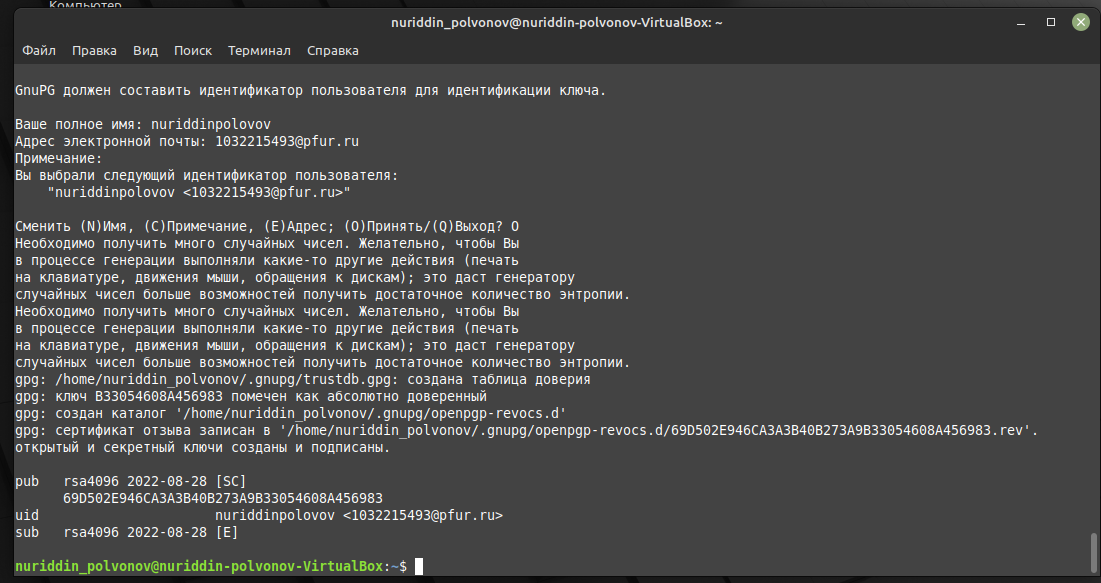 Компьютер
nuriddin_polvonov@nuriddin-polvonov-VirtualBox: ~
Файл Правка Вид Поиск Терминал Справка
GnuPG должен составить идентификатор пользователя для идентификации ключа.
Ваше полное имя: nuriddinpolovov
Адрес электронной почты: 1032215493@pfur.ru
Примечание:
Вы выбрали следующий идентификатор пользователя:
"nuriddinpolovov <1032215493@pfur.ru>"
Сменить (N)Имя, (C)Примечание, (E)Адрес; (O)Принять/(Q)Выход? O
Необходимо получить много случайных чисел. Желательно, чтобы Вы
в процессе генерации выполняли какие-то другие действия (печать
на клавиатуре, движения мыши, обращения к дискам); это даст генератору
случайных чисел больше возможностей получить достаточное количество энтропии.
Необходимо получить много случайных чисел. Желательно, чтобы Вы
в процессе генерации выполняли какие-то другие действия (печать
на клавиатуре, движения мыши, обращения к дискам); это даст генератору
случайных чисел больше возможностей получить достаточное количество энтропии.
gpg: /home/nuriddin_polvonov/.gnupg/trustdb.gpg: создана таблица доверия
gpg: ключ B33054608A456983 помечен как абсолютно доверенный
gpg: создан каталог '/home/nuriddin_polvonov/.gnupg/openpgp-revocs.d'
gpg: сертификат отзыва записан в '/home/nuriddin_polvonov/.gnupg/openpgp-revocs.d/69D502E946CA3A3B40B273A9B33054608A456983.rev'.
открытый и секретный ключи созданы и подписаны.
pub rsa4096 2022-08-28 [SC]
69D502E946CA3A3B40B273A9B33054608A456983
uid nuriddinpolovov <1032215493@pfur.ru>
sub rsa4096 2022-08-28 [E]
nuriddin_polvonov@nuriddin-polvonov-VirtualBox:~$